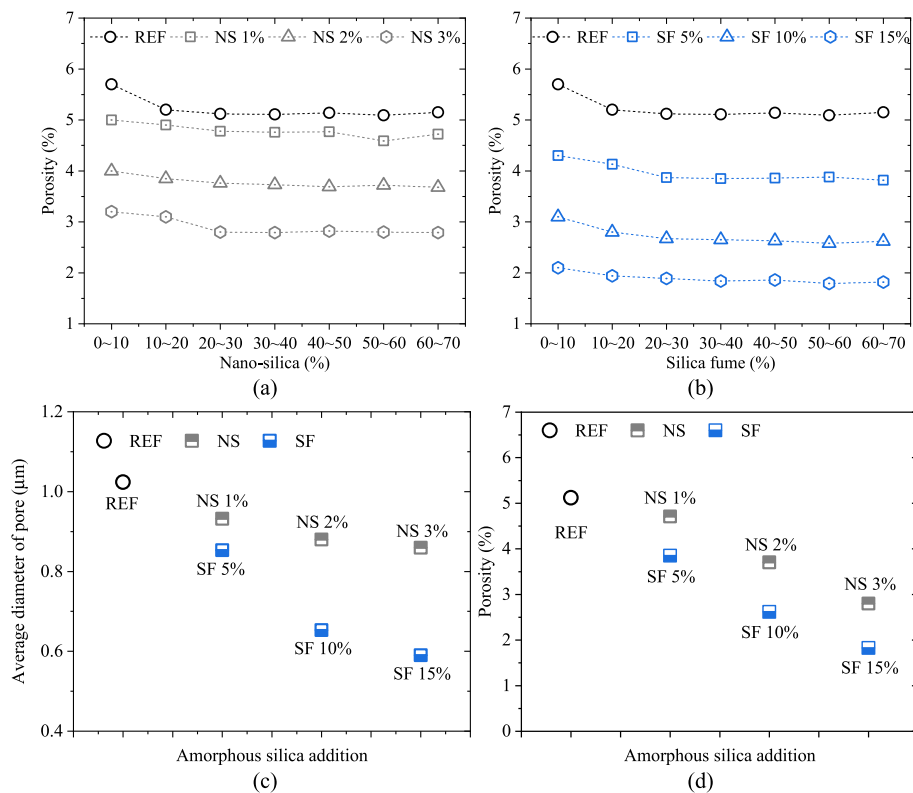 REF NS 1% NS 2% NS 3%
Porosity (%)
7
6
5
4
3
2
1
0~10 10~20 20~30 30~40 40~50 50~60 60~70
Nano-silica (%)
(a)
REF SF 5% SF 10% SF 15%
Porosity (%)
7
6
5
4
3
2
1
0~10 10~20 20~30 30~40 40~50 50~60 60~70
Silica fume (%)
(b)
REF NS SF
Average diameter of pore (μm)
1.2
1.0
0.8
0.6
0.4
REF
NS 1%
NS 2%
NS 3%
SF 5%
SF 10%
SF 15%
Amorphous silica addition
(c)
REF NS SF
Porosity (%)
7
6
5
4
3
2
1
0
REF
NS 1%
NS 2%
NS 3%
SF 5%
SF 10%
SF 15%
Amorphous silica addition
(d)